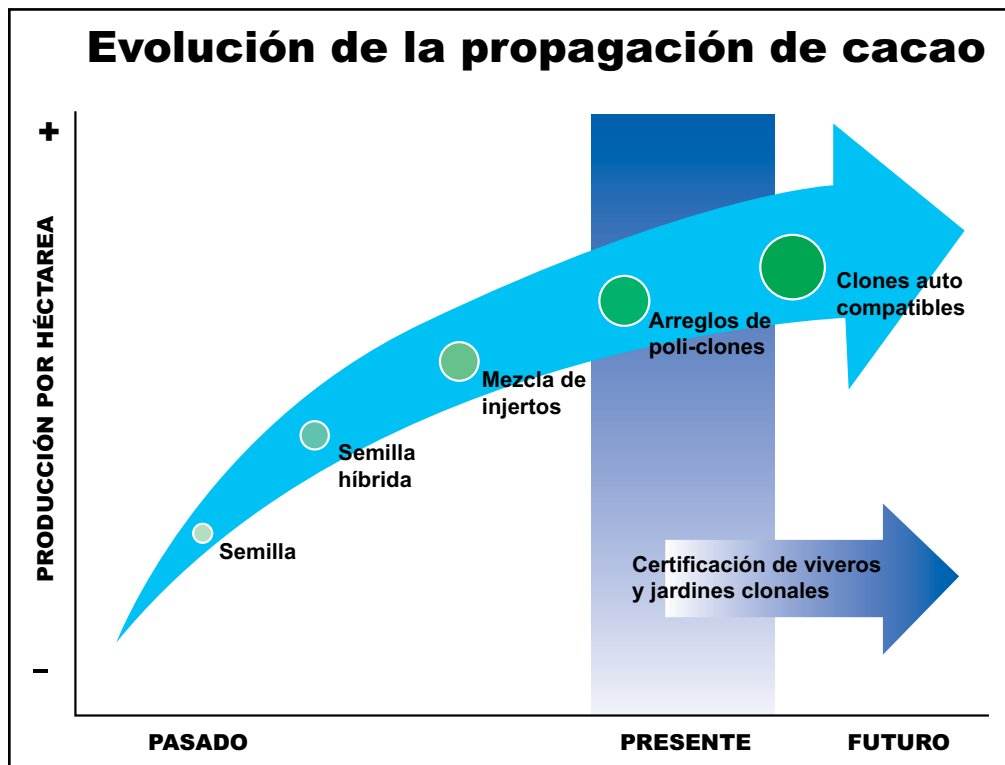 Evolución de la propagación de cacao
+
PRODUCCIÓN POR HÉCTAREA
–
Clones auto
compatibles
Arreglos de
poli-clones
Mezcla de
injertos
Semilla
híbrida
Semilla
Certificación de viveros
y jardines clonales
PASADO
PRESENTE
FUTURO